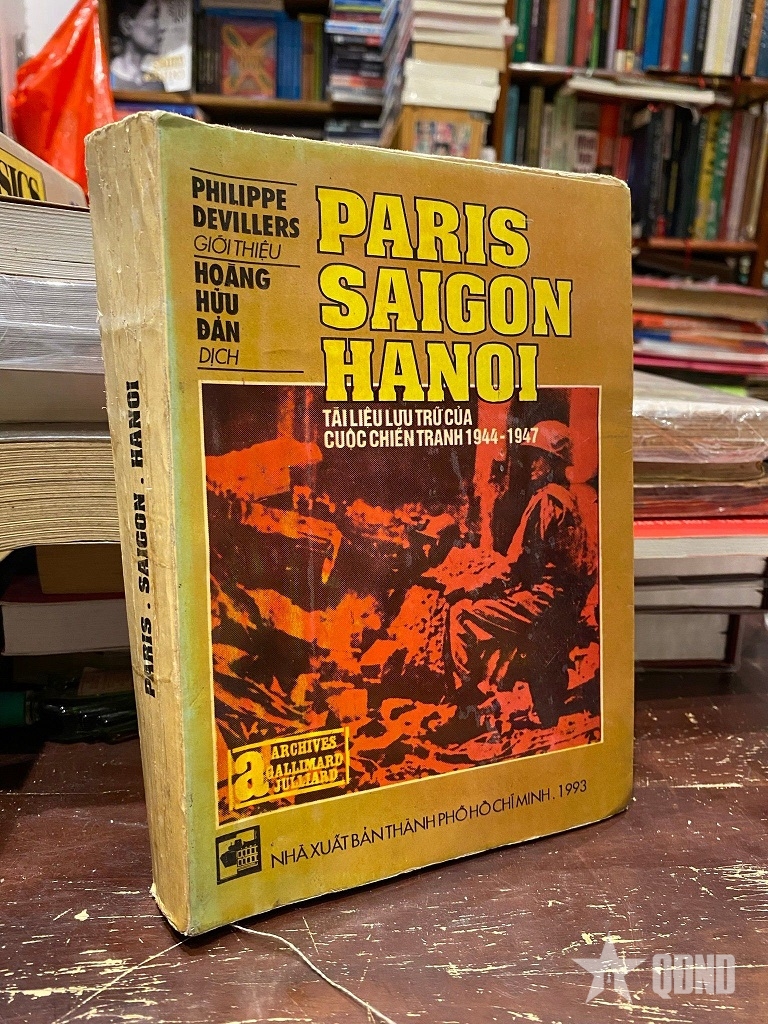 PHILIPPE
DEVILLERS
GIỚI THIỆU
HOÀNG
HỮU
ĐẢN
DỊCH
PARIS
SAIGON
HANOI
TÀI LIỆU LƯU TRỮ CỦA
CUỘC CHIẾN TRANH 1944-1947
a
ARCHIVES
GALLIMARD
JULLIARD
NHÀ XUẤT BẢN THÀNH PHỐ HỒ CHÍ MINH . 1993
PARIS . SAIGON . HANOI
QĐND